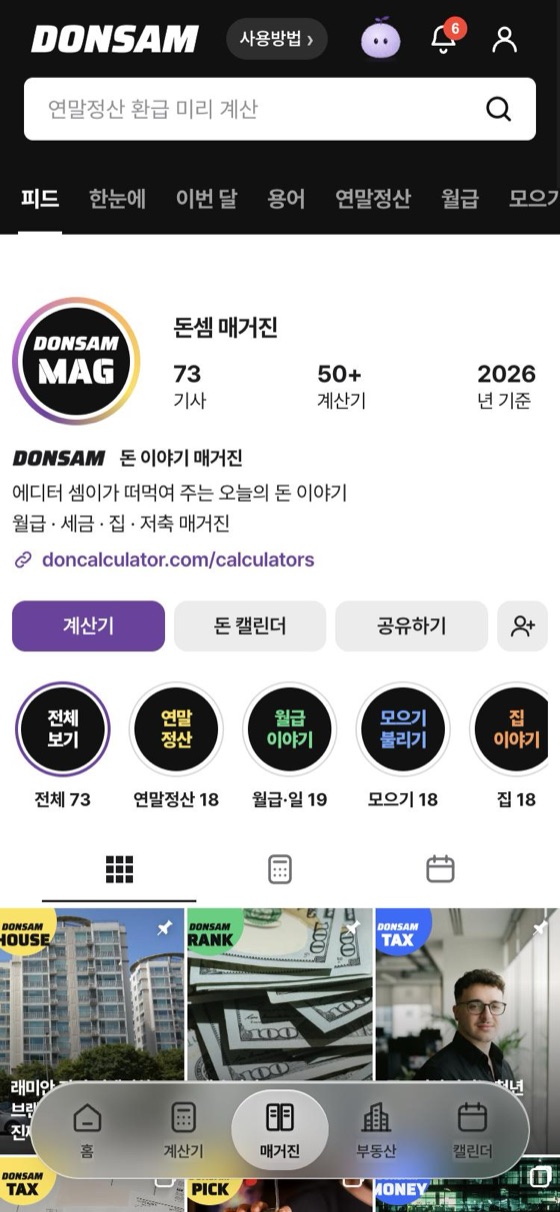 DONSAM
사용방법 ›
6
연말정산 환급 미리 계산
피드 한눈에 이번 달 용어 연말정산 월급 모으기
DONSAM
MAG
돈셈 매거진
73 50+ 2026
기사 계산기 년 기준
DONSAM 돈 이야기 매거진
에디터 셈이가 떠먹여 주는 오늘의 돈 이야기
월급 · 세금 · 집 · 저축 매거진
doncalculator.com/calculators
계산기 돈 캘린더 공유하기
전체
보기
연말
정산
월급
이야기
모으기
불리기
집
이야기
전체 73 연말정산 18 월급·일 19 모으기 18 집 18
DONSAM
HOUSE
DONSAM
RANK
DONSAM
TAX
래미안
청년
홈 계산기 매거진 부동산 캘린더
DONSAM
TAX
DONSAM
PICK
DONSAM
MONEY